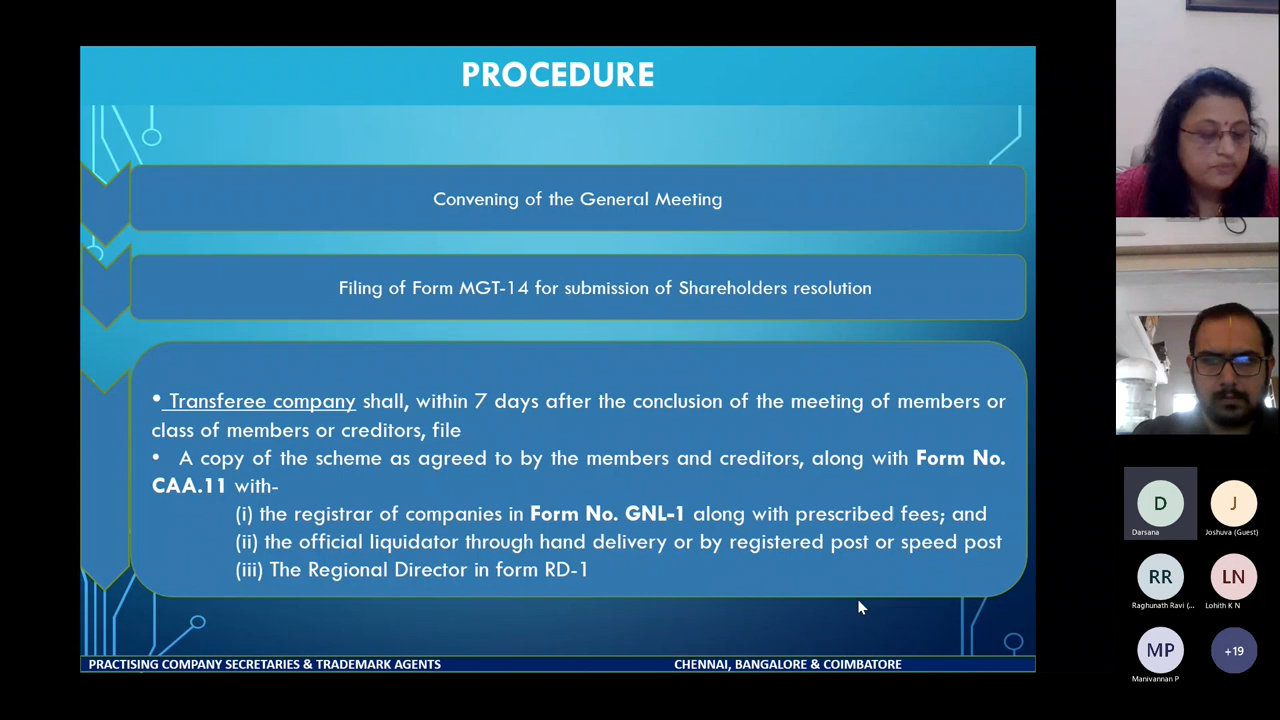 PROCEDURE
Convening of the General Meeting
Filing of Form MGT-14 for submission of Shareholders resolution
• Transferee company shall, within 7 days after the conclusion of the meeting of members or
class of members or creditors, file
• A copy of the scheme as agreed to by the members and creditors, along with Form No.
CAA.11 with-
(i) the registrar of companies in Form No. GNL-1 along with prescribed fees; and
(ii) the official liquidator through hand delivery or by registered post or speed post
(iii) The Regional Director in form RD-1
PRACTISING COMPANY SECRETARIES & TRADEMARK AGENTS
CHENNAI, BANGALORE & COIMBATORE
D
Darsana
J
Joshuva (Guest)
RR
Raghunath Ravi (...
LN
Lohith K N
MP
Manivannan P
+19